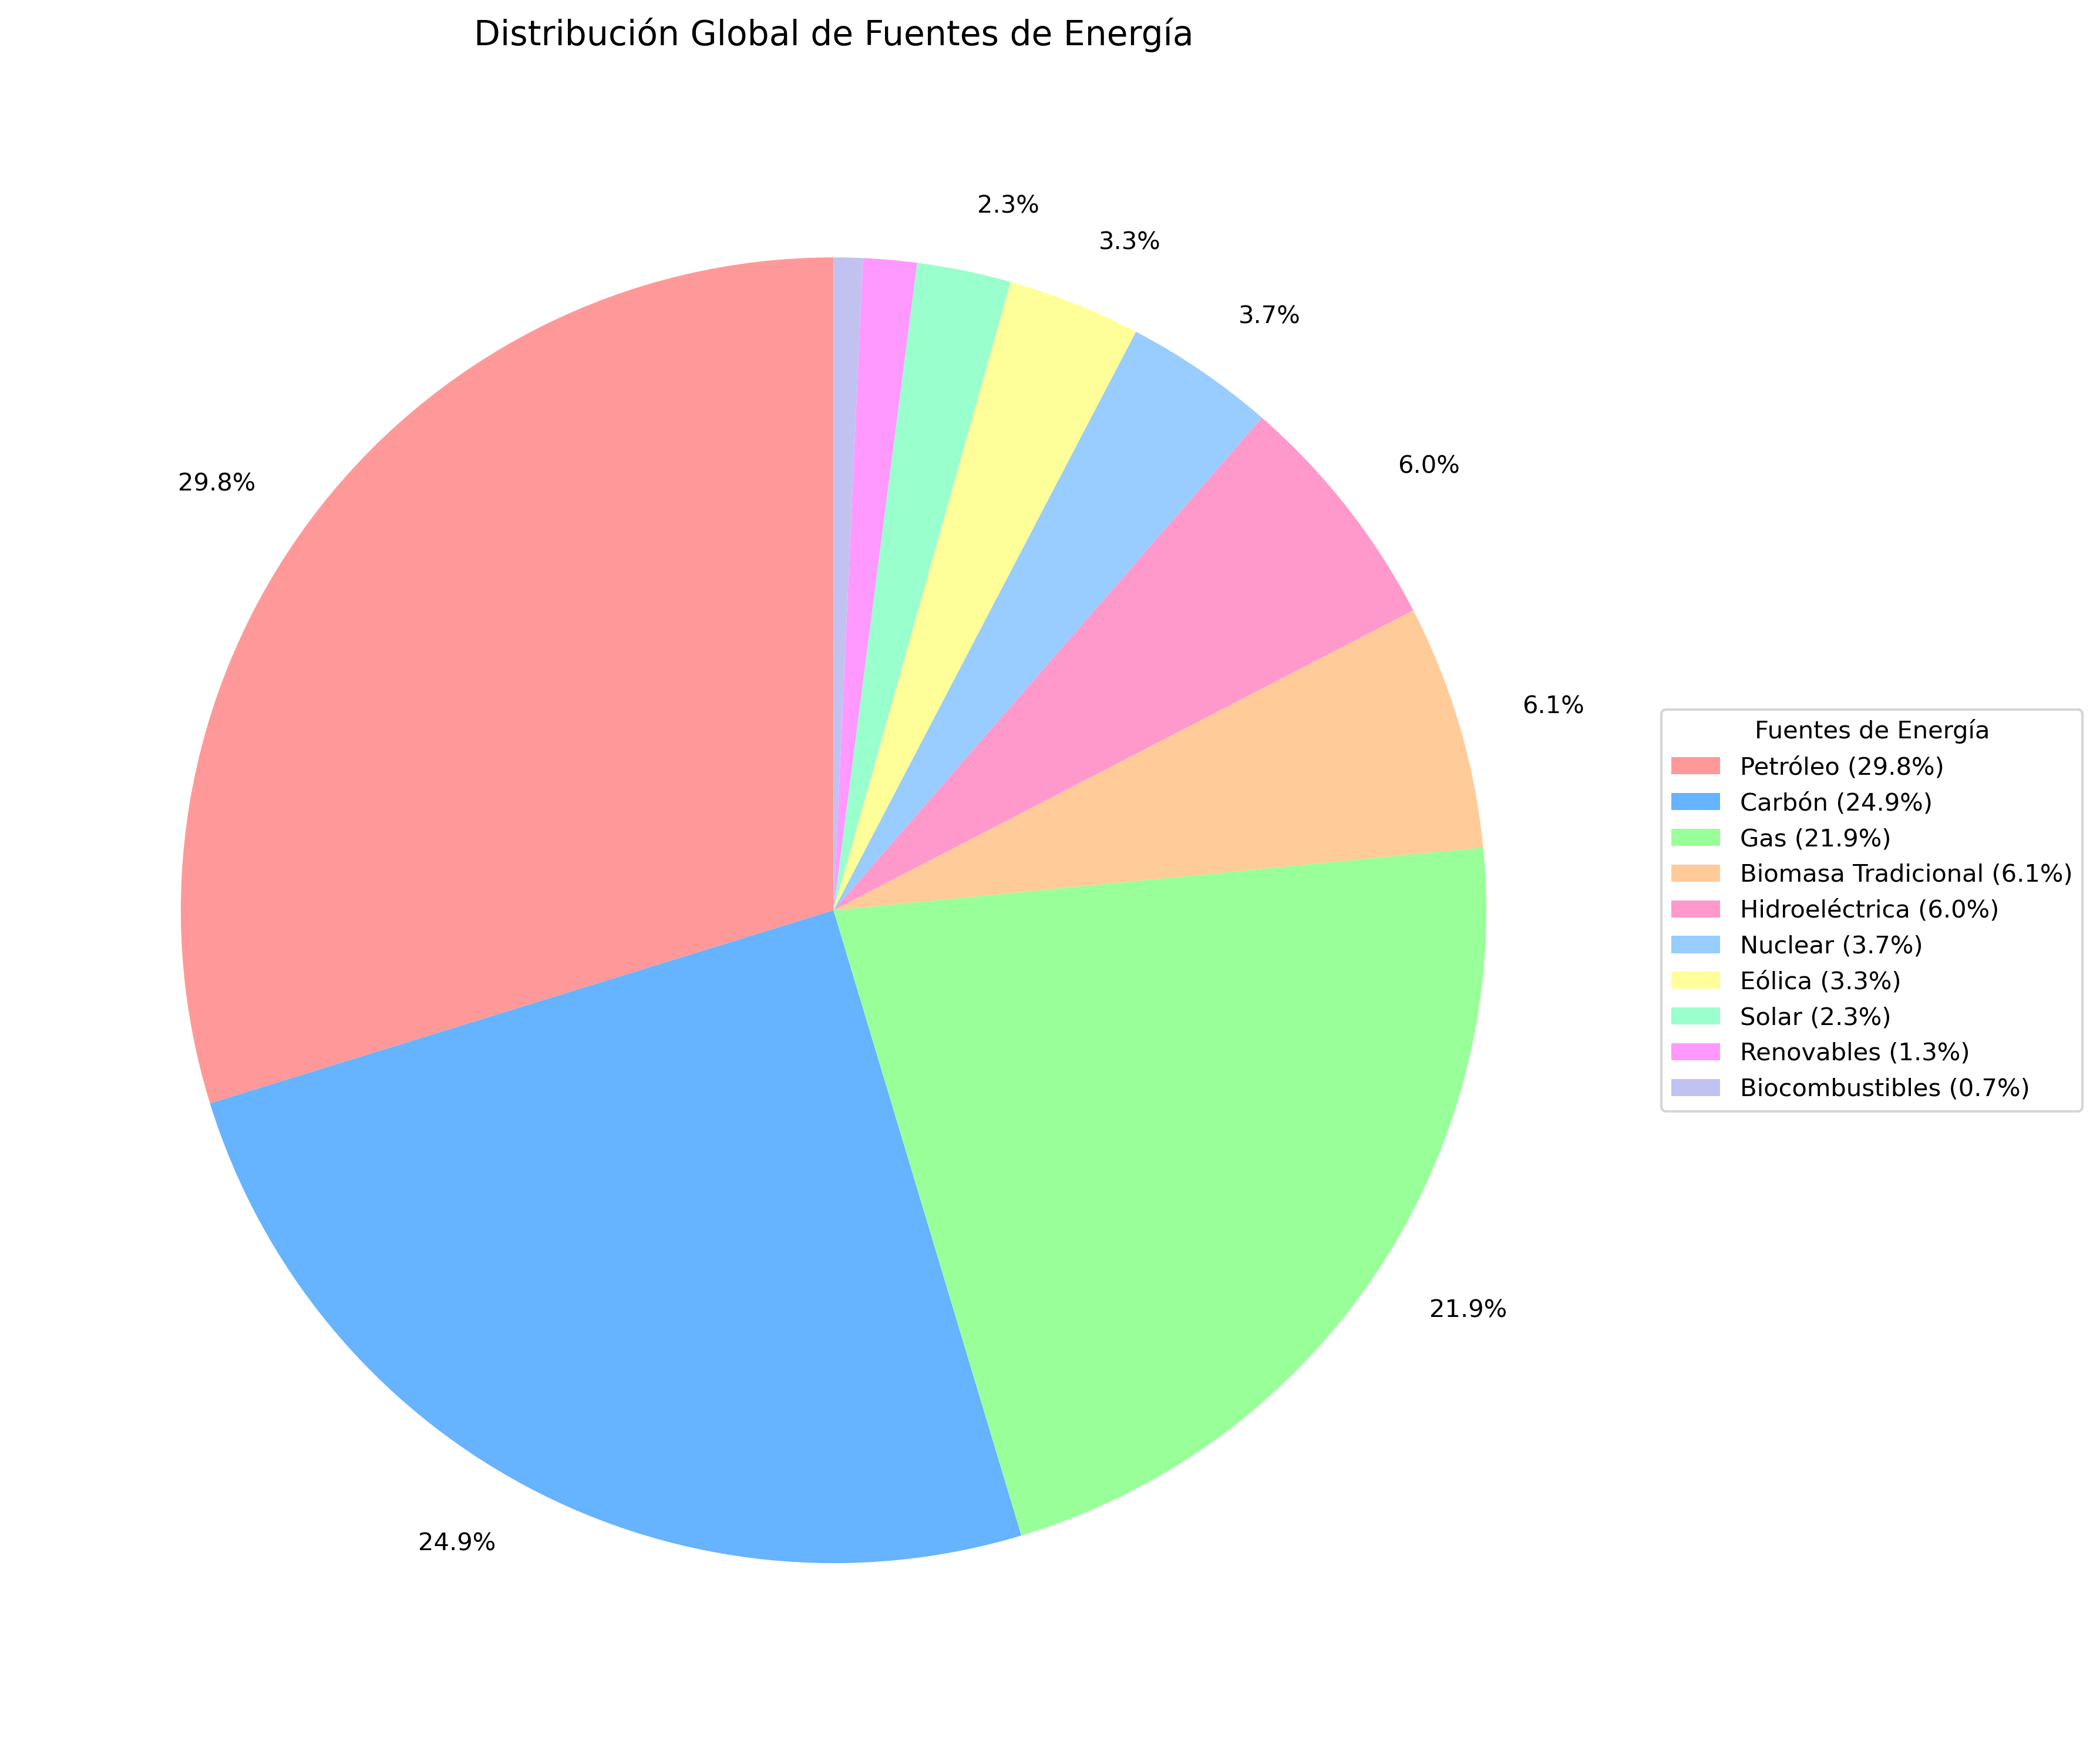 Distribución Global de Fuentes de Energía
2.3%
3.3%
3.7%
6.0%
29.8%
6.1%
21.9%
24.9%
Fuentes de Energía
Petróleo (29.8%)
Carbón (24.9%)
Gas (21.9%)
Biomasa Tradicional (6.1%)
Hidroeléctrica (6.0%)
Nuclear (3.7%)
Eólica (3.3%)
Solar (2.3%)
Renovables (1.3%)
Biocombustibles (0.7%)